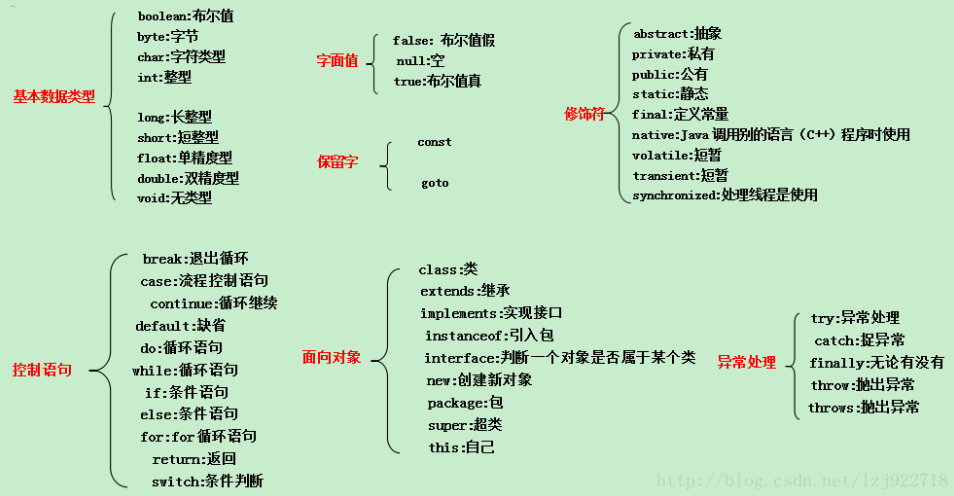 基本数据类型
boolean:布尔值
byte:字节
char:字符类型
int:整型
long:长整型
short:短整型
float:单精度型
double:双精度型
void:无类型
字面值
false: 布尔值假
null:空
true:布尔值真
保留字
const
goto
修饰符
abstract:抽象
private:私有
public:公有
static:静态
final:定义常量
native:Java 调用别的语言（C++）程序时使用
volatile:短暂
transient:短暂
synchronized:处理线程是使用
控制语句
break:退出循环
case:流程控制语句
continue:循环继续
default:缺省
do:循环语句
while:循环语句
if:条件语句
else:条件语句
for:for 循环语句
return:返回
switch:条件判断
面向对象
class:类
extends:继承
implements:实现接口
instanceof:引入包
interface:判断一个对象是否属于某个类
new:创建新对象
package:包
super:超类
this:自己
异常处理
try:异常处理
catch:捉异常
finally:无论有没有
throw:抛出异常
throws:抛出异常
http://blog.csdn.net/lzj922718